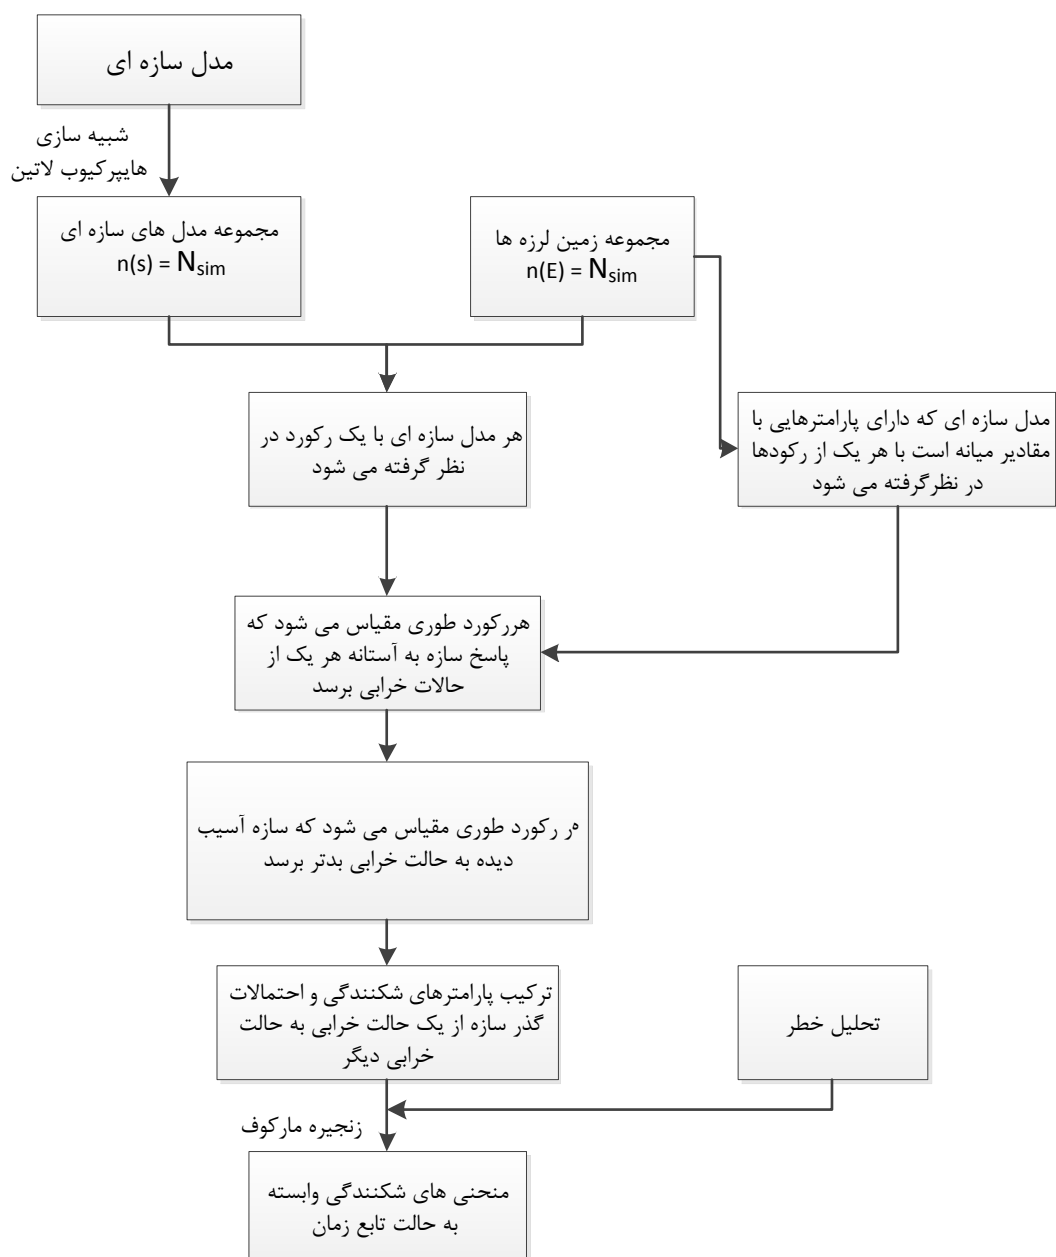 مدل سازه ای
شبیه سازی
هایپرکیوب لاتین
مجموعه مدل های سازه ای
n(s) = Nsim
مجموعه زمین لرزه ها
n(E) = Nsim
هر مدل سازه ای با یک رکورد در
نظر گرفته می شود
مدل سازه ای که دارای پارامترهایی با
مقادیر میانه است با هر یک از رکودها
در نظرگرفته می شود
هررکورد طوری مقیاس می شود که
پاسخ سازه به آستانه هر یک از
حالات خرابی برسد
هر رکورد طوری مقیاس می شود که سازه آسیب
دیده به حالت خرابی بدتر برسد
ترکیب پارامترهای شکنندگی و احتمالات
گذر سازه از یک حالت خرابی به حالت
خرابی دیگر
تحلیل خطر
زنجیره مارکوف
منحنی های شکنندگی وابسته
به حالت تابع زمان